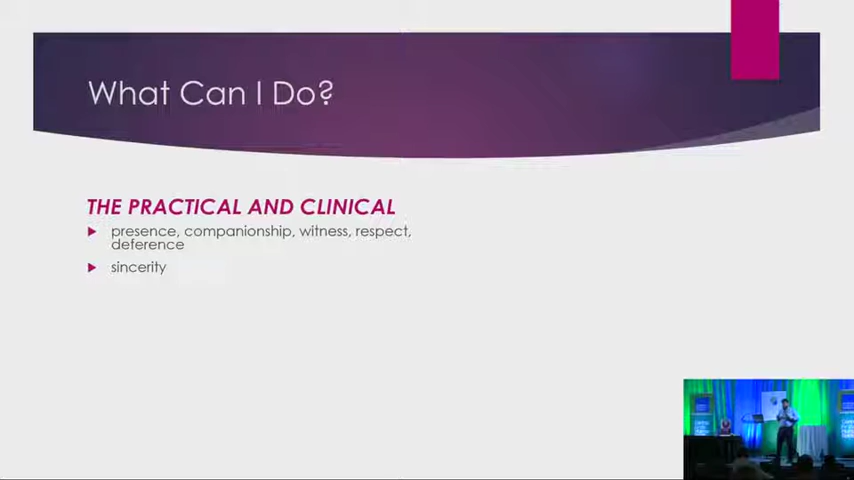 What Can I Do?
THE PRACTICAL AND CLINICAL
presence, companionship, witness, respect,
deference
sincerity